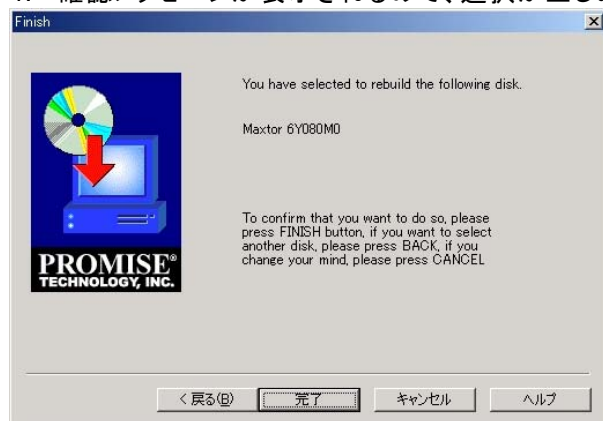 Finish
You have selected to rebuild the following disk.
Maxtor 6Y080M0
To confirm that you want to do so, please
press FINISH button, if you want to select
another disk, please press BACK, if you
change your mind, please press CANCEL
PROMISE®
TECHNOLOGY, INC.
< 戻る(B)
完了
キャンセル
ヘルプ